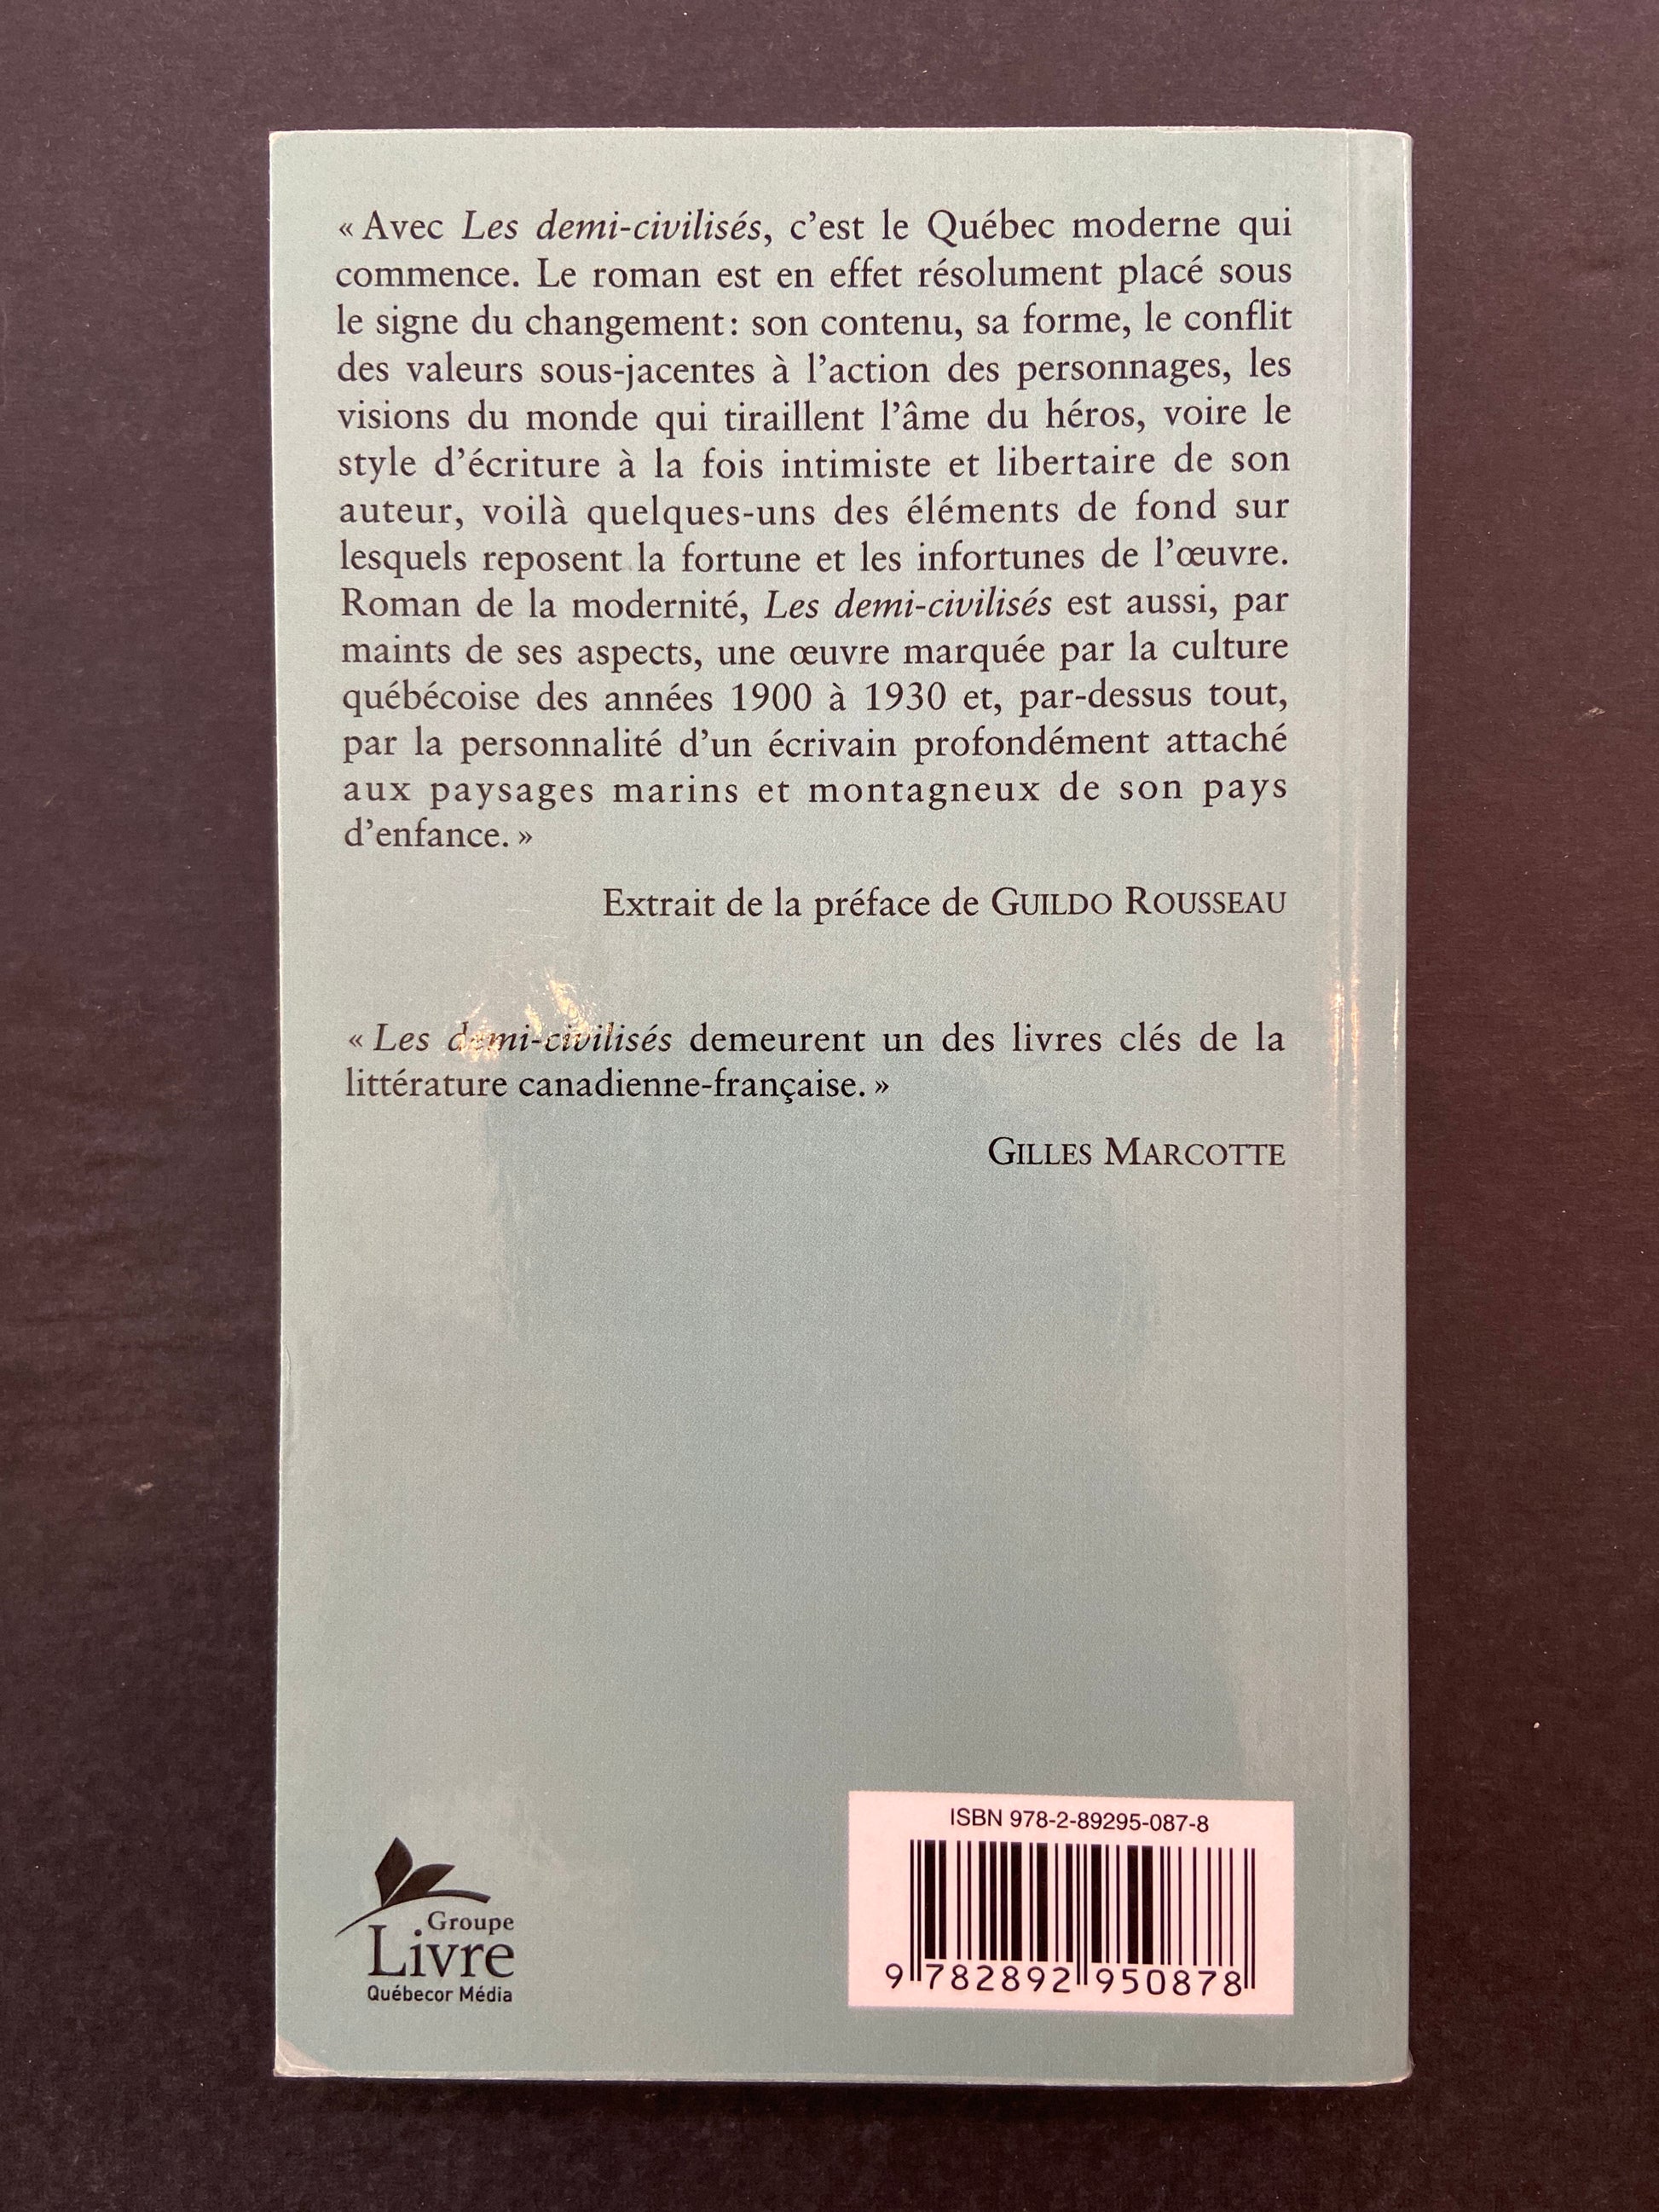 « Avec Les demi-civilisés, c’est le Québec moderne qui
commence. Le roman est en effet résolument placé sous
le signe du changement : son contenu, sa forme, le conflit
des valeurs sous-jacentes à l’action des personnages, les
visions du monde qui tiraillent l’âme du héros, voire le
style d’écriture à la fois intimiste et libertaire de son
auteur, voilà quelques-uns des éléments de fond sur
lesquels reposent la fortune et les infortunes de l’œuvre.
Roman de la modernité, Les demi-civilisés est aussi, par
maints de ses aspects, une œuvre marquée par la culture
québécoise des années 1900 à 1930 et, par-dessus tout,
par la personnalité d’un écrivain profondément attaché
aux paysages marins et montagneux de son pays
d’enfance. »
Extrait de la préface de GUILDO ROUSSEAU
« Les demi-civilisés demeurent un des livres clés de la
littérature canadienne-française. »
GILLES MARCOTTE
Groupe
Livre
Québecor Média
ISBN 978-2-89295-087-8
9 782892 950878